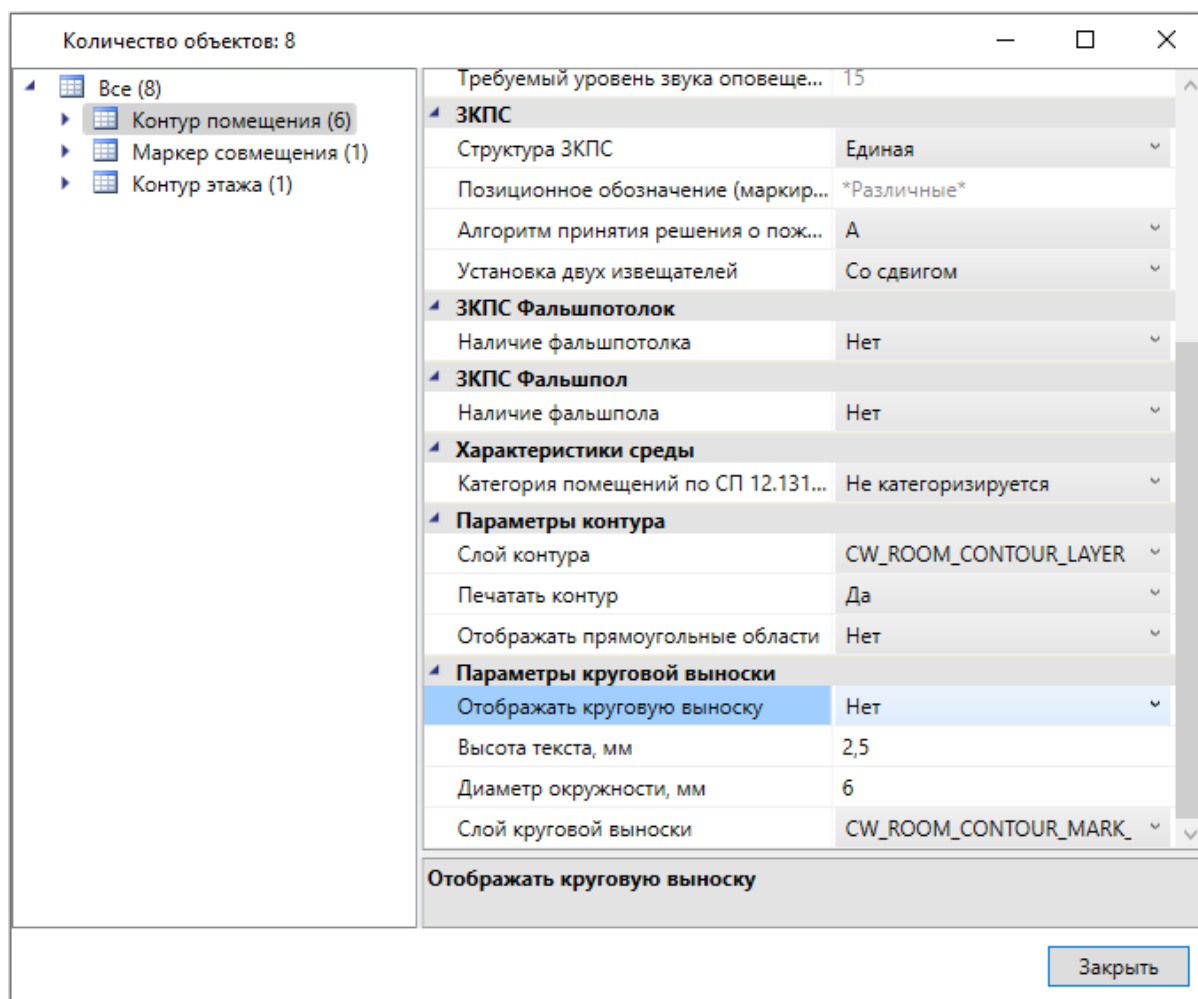 Количество объектов: 8
Все (8)
Контур помещения (6)
Маркер совмещения (1)
Контур этажа (1)
Требуемый уровень звука оповеще... 15
ЗКПС
Структура ЗКПС Единая
Позиционное обозначение (маркир... *Различные*
Алгоритм принятия решения о пож... А
Установка двух извещателей Со сдвигом
ЗКПС Фальшпотолок
Наличие фальшпотолка Нет
ЗКПС Фальшпол
Наличие фальшпола Нет
Характеристики среды
Категория помещений по СП 12.131... Не категоризируется
Параметры контура
Слой контура CW_ROOM_CONTOUR_LAYER
Печатать контур Да
Отображать прямоугольные области Нет
Параметры круговой выноски
Отображать круговую выноску Нет
Высота текста, мм 2,5
Диаметр окружности, мм 6
Слой круговой выноски CW_ROOM_CONTOUR_MARK_
Отображать круговую выноску
Закрыть